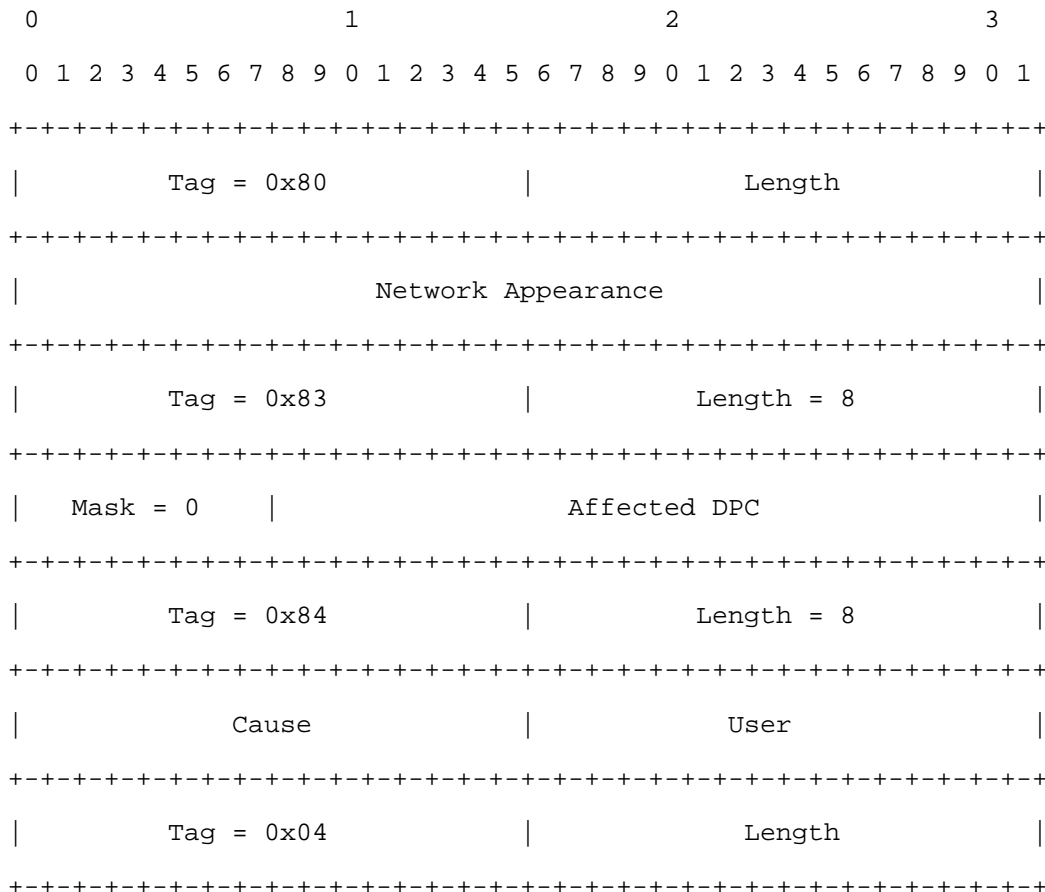 0                   1                   2                   3
 0 1 2 3 4 5 6 7 8 9 0 1 2 3 4 5 6 7 8 9 0 1 2 3 4 5 6 7 8 9 0 1
+-+-+-+-+-+-+-+-+-+-+-+-+-+-+-+-+-+-+-+-+-+-+-+-+-+-+-+-+-+-+-+-+
|         Tag = 0x80            |             Length            |
+-+-+-+-+-+-+-+-+-+-+-+-+-+-+-+-+-+-+-+-+-+-+-+-+-+-+-+-+-+-+-+-+
|                      Network Appearance                       |
+-+-+-+-+-+-+-+-+-+-+-+-+-+-+-+-+-+-+-+-+-+-+-+-+-+-+-+-+-+-+-+-+
|         Tag = 0x83            |          Length = 8           |
+-+-+-+-+-+-+-+-+-+-+-+-+-+-+-+-+-+-+-+-+-+-+-+-+-+-+-+-+-+-+-+-+
|   Mask = 0    |                  Affected DPC                 |
+-+-+-+-+-+-+-+-+-+-+-+-+-+-+-+-+-+-+-+-+-+-+-+-+-+-+-+-+-+-+-+-+
|         Tag = 0x84            |          Length = 8           |
+-+-+-+-+-+-+-+-+-+-+-+-+-+-+-+-+-+-+-+-+-+-+-+-+-+-+-+-+-+-+-+-+
|             Cause             |            User               |
+-+-+-+-+-+-+-+-+-+-+-+-+-+-+-+-+-+-+-+-+-+-+-+-+-+-+-+-+-+-+-+-+
|         Tag = 0x04            |             Length            |
+-+-+-+-+-+-+-+-+-+-+-+-+-+-+-+-+-+-+-+-+-+-+-+-+-+-+-+-+-+-+-+-+